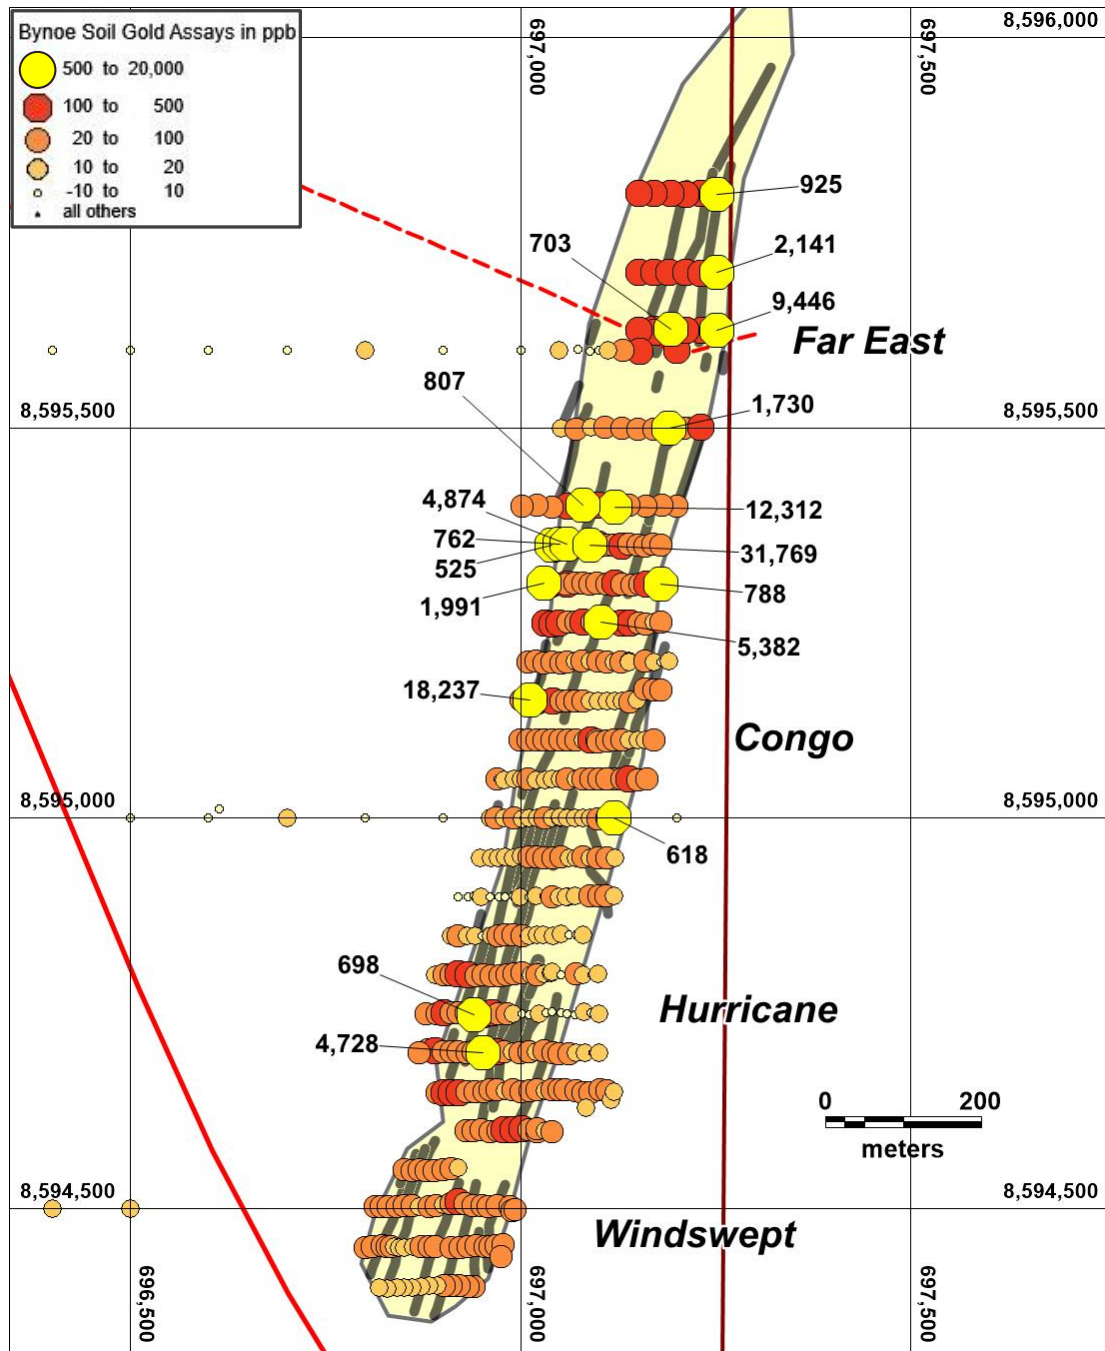 Bynoe Soil Gold Assays in ppb
500 to 20,000
100 to 500
20 to 100
10 to 20
-10 to 10
all others
697,000
697,500
8,596,000
925
703
2,141
9,446
Far East
807
1,730
8,595,500
8,595,500
4,874
12,312
762
31,769
525
1,991
788
5,382
18,237
Congo
8,595,000
8,595,000
618
698
Hurricane
4,728
0 200
meters
8,594,500
8,594,500
Windswept
696,500
697,000
697,500